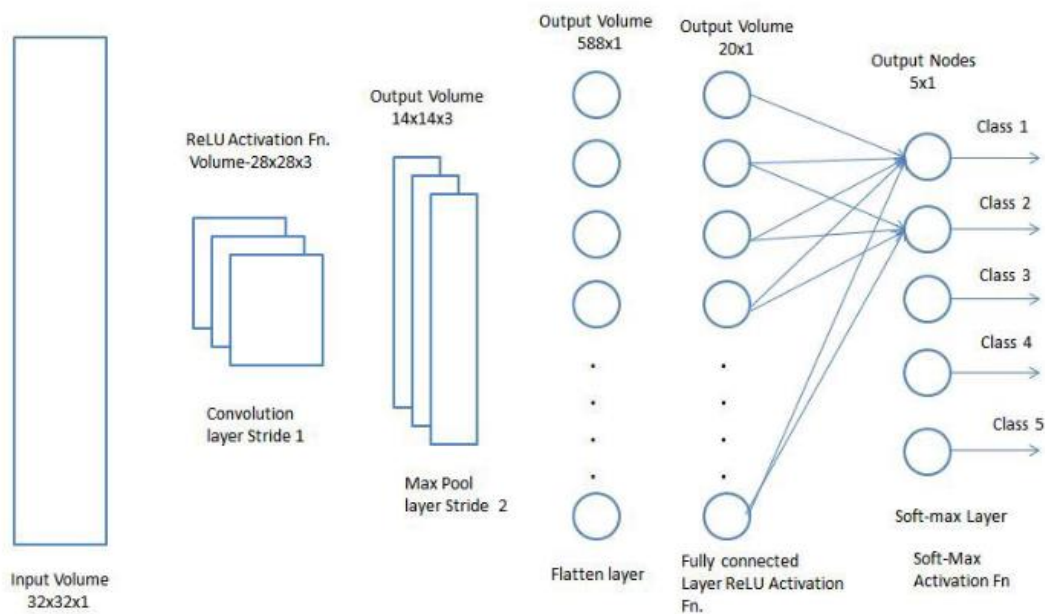 Input Volume
32x32x1
ReLU Activation Fn.
Volume-28x28x3
Convolution
layer Stride 1
Output Volume
14x14x3
Max Pool
layer Stride 2
Output Volume
588x1
Flatten layer
Output Volume
20x1
Fully connected
Layer ReLU Activation
Fn.
Output Nodes
5x1
Class 1
Class 2
Class 3
Class 4
Class 5
Soft-max Layer
Soft-Max
Activation Fn